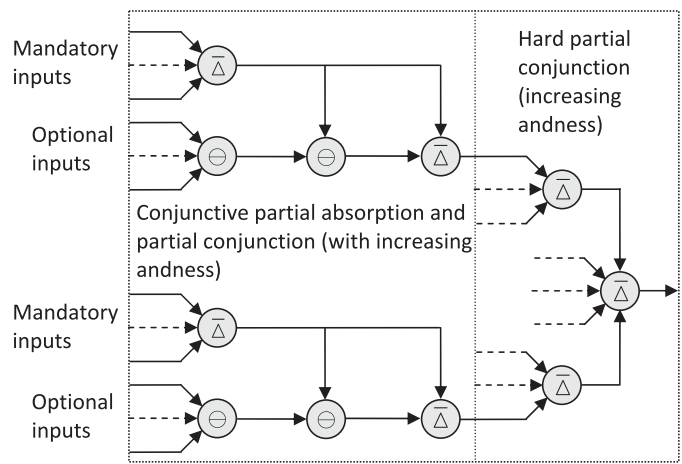 Mandatory
inputs
Δ̅
Hard partial
conjunction
(increasing
andness)
Optional
inputs
⊖
⊖
Δ̅
Δ̅
Conjunctive partial absorption and
partial conjunction (with increasing
andness)
Δ̅
Mandatory
inputs
Δ̅
Δ̅
Optional
inputs
⊖
⊖
Δ̅